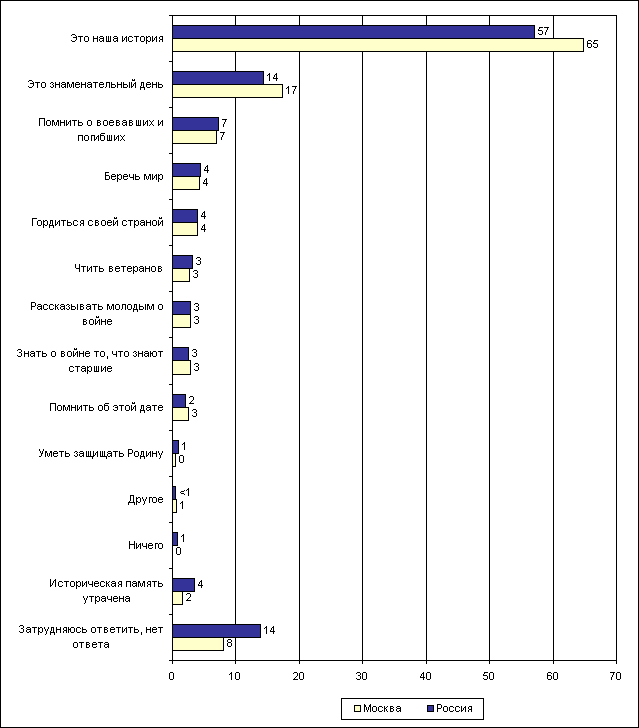 Это наша история
57
65
Это знаменательный день
14
17
Помнить о воевавших и
погибших
7
7
Беречь мир
4
4
Гордиться своей страной
4
4
Чтить ветеранов
3
3
Рассказывать молодым о
войне
3
3
Знать о войне то, что знают
старшие
3
3
Помнить об этой дате
2
3
Уметь защищать Родину
1
0
Другое
<1
1
Ничего
1
0
Историческая память
утрачена
4
2
Затрудняюсь ответить, нет
ответа
14
8
0 10 20 30 40 50 60 70
Москва Россия